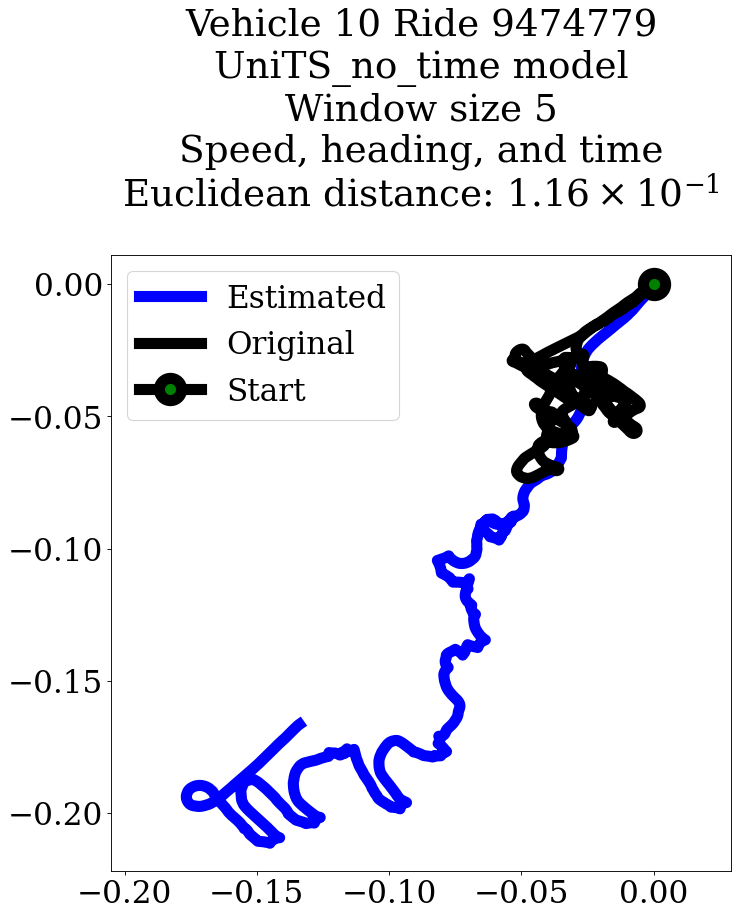 Vehicle 10 Ride 9474779
UniTS_no_time model
Window size 5
Speed, heading, and time
Euclidean distance: 1.16 × 10⁻¹
Estimated
Original
Start
0.00
−0.05
−0.10
−0.15
−0.20
−0.20 −0.15 −0.10 −0.05 0.00